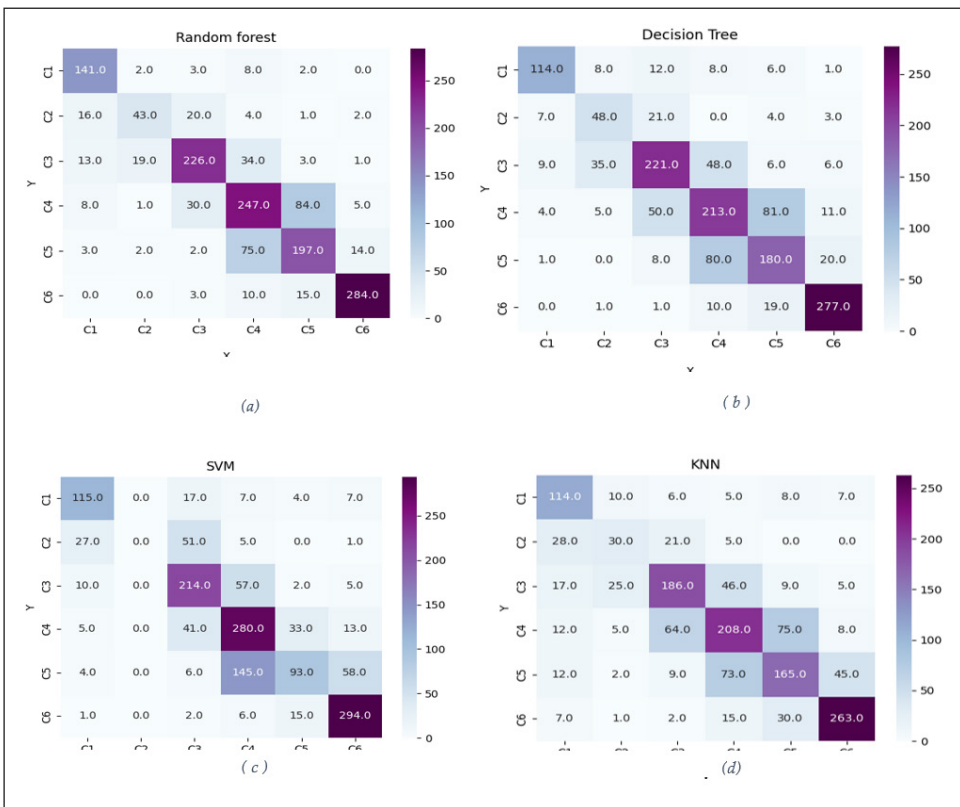 Random forest
C1 141.0 2.0 3.0 8.0 2.0 0.0
C2 16.0 43.0 20.0 4.0 1.0 2.0
C3 13.0 19.0 226.0 34.0 3.0 1.0
C4 8.0 1.0 30.0 247.0 84.0 5.0
C5 3.0 2.0 2.0 75.0 197.0 14.0
C6 0.0 0.0 3.0 10.0 15.0 284.0
C1 C2 C3 C4 C5 C6
Y
250
200
150
100
50
0
(a)
Decision Tree
C1 114.0 8.0 12.0 8.0 6.0 1.0
C2 7.0 48.0 21.0 0.0 4.0 3.0
C3 9.0 35.0 221.0 48.0 6.0 6.0
C4 4.0 5.0 50.0 213.0 81.0 11.0
C5 1.0 0.0 8.0 80.0 180.0 20.0
C6 0.0 1.0 1.0 10.0 19.0 277.0
C1 C2 C3 C4 C5 C6
Y
250
200
150
100
50
0
( b )
SVM
C1 115.0 0.0 17.0 7.0 4.0 7.0
C2 27.0 0.0 51.0 5.0 0.0 1.0
C3 10.0 0.0 214.0 57.0 2.0 5.0
C4 5.0 0.0 41.0 280.0 33.0 13.0
C5 4.0 0.0 6.0 145.0 93.0 58.0
C6 1.0 0.0 2.0 6.0 15.0 294.0
C1 C2 C3 C4 C5 C6
Y
250
200
150
100
50
0
( c )
KNN
C1 114.0 10.0 6.0 5.0 8.0 7.0
C2 28.0 30.0 21.0 5.0 0.0 0.0
C3 17.0 25.0 186.0 46.0 9.0 5.0
C4 12.0 5.0 64.0 208.0 75.0 8.0
C5 12.0 2.0 9.0 73.0 165.0 45.0
C6 7.0 1.0 2.0 15.0 30.0 263.0
C1 C2 C3 C4 C5 C6
Y
250
200
150
100
50
0
(d)